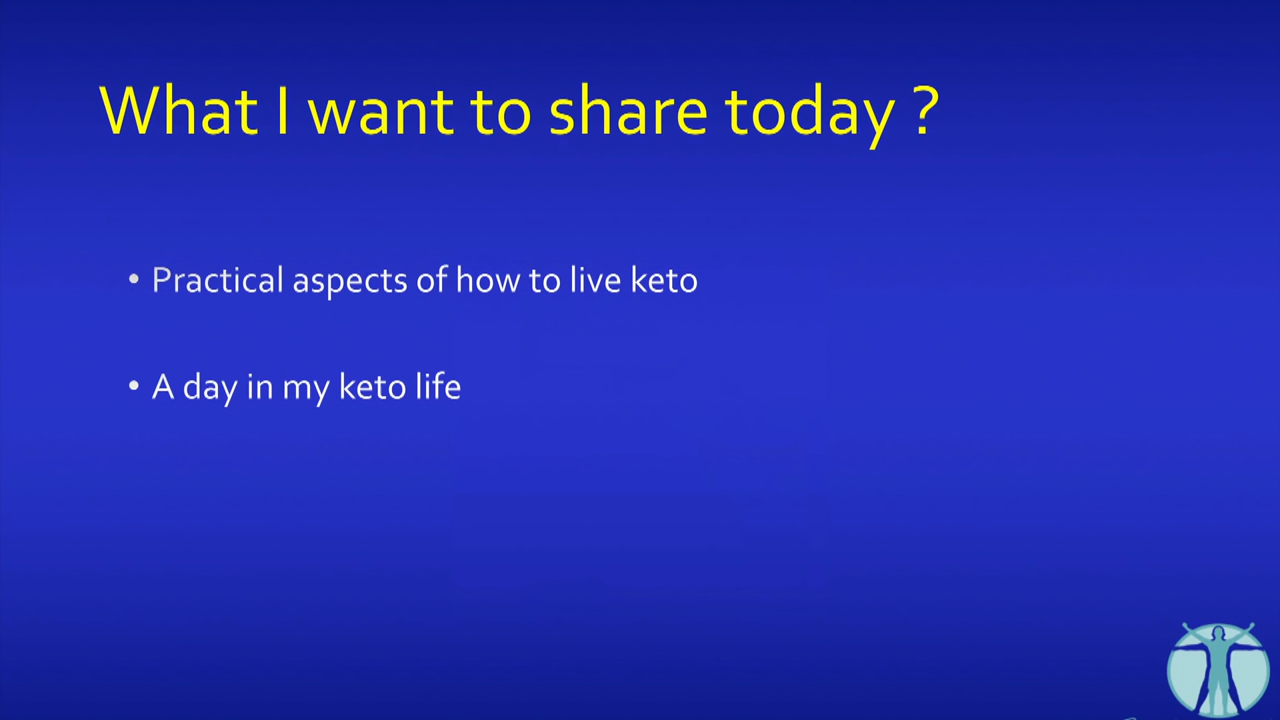 What I want to share today ?
• Practical aspects of how to live keto
• A day in my keto life